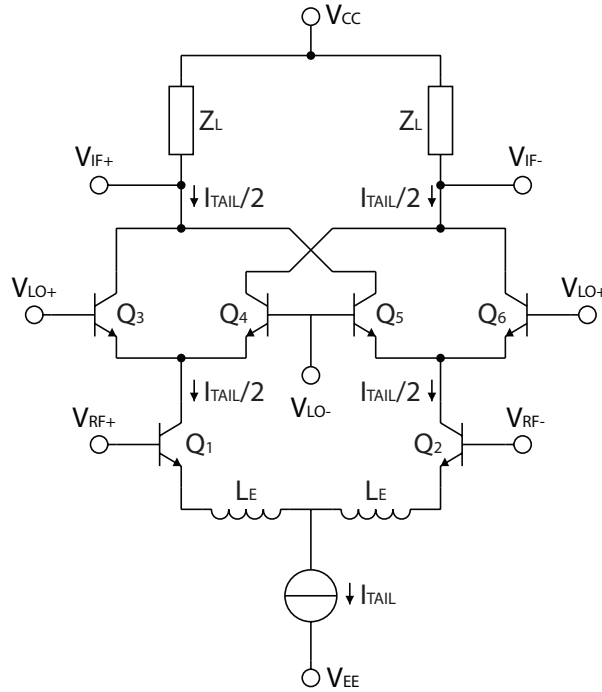 VCC
ZL ZL
VIF+ VIF-
ITAIL/2 ITAIL/2
VLO+ Q3 Q4 Q5 Q6 VLO+
ITAIL/2 VLO- ITAIL/2
VRF+ Q1 Q2 VRF-
LE LE
ITAIL
VEE